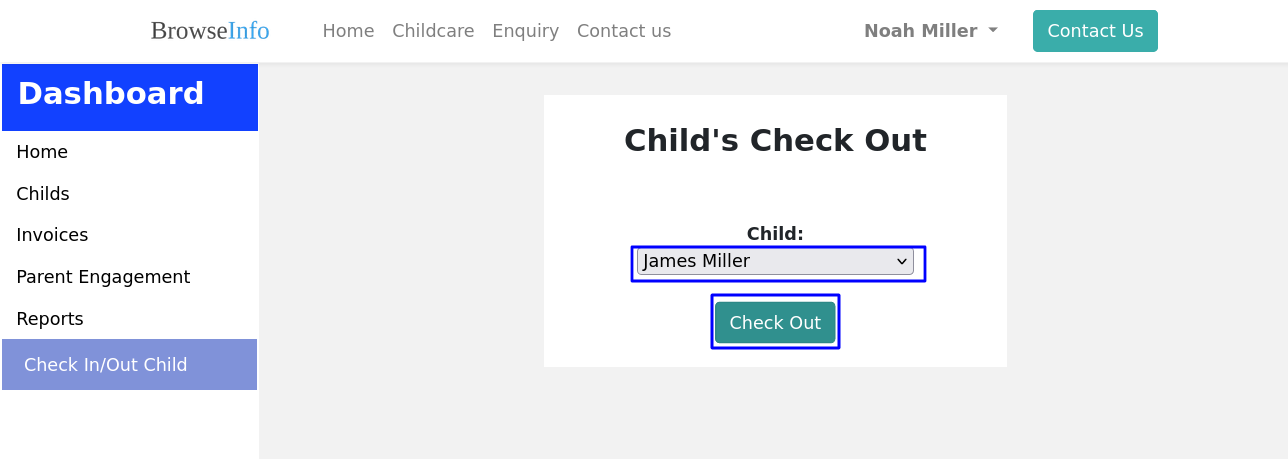 BrowseInfo Home Childcare Enquiry Contact us Noah Miller Contact Us
Dashboard
Home
Childs
Invoices
Parent Engagement
Reports
Check In/Out Child
Child's Check Out
Child:
James Miller
Check Out